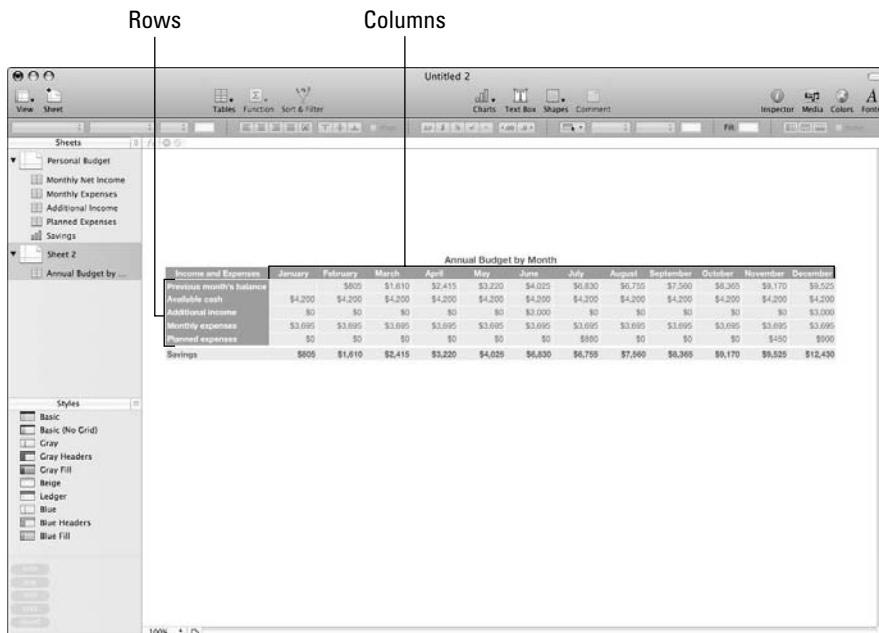 Rows Columns
Untitled 2
View Sheet Tables Function Sort & Filter Charts Text Box Shapes Comment Inspector Media Colors Fonts
Fill:
Sheets
Personal Budget
Monthly Net Income
Monthly Expenses
Additional Income
Planned Expenses
Savings
Sheet 2
Annual Budget by ...
Annual Budget by Month
Income and Expenses January February March April May June July August September October November December
Previous month's balance $805 $1,610 $2,415 $3,220 $4,025 $6,830 $6,755 $7,560 $8,365 $9,170 $9,525
Available cash $4,200 $4,200 $4,200 $4,200 $4,200 $4,200 $4,200 $4,200 $4,200 $4,200 $4,200 $4,200
Additional income $0 $0 $0 $0 $0 $2,000 $0 $0 $0 $0 $0 $3,000
Monthly expenses $3,695 $3,695 $3,695 $3,695 $3,695 $3,695 $3,695 $3,695 $3,695 $3,695 $3,695 $3,695
Planned expenses $0 $0 $0 $0 $0 $0 $0 $0 $0 $450 $900
Savings $805 $1,610 $2,415 $3,220 $4,025 $6,830 $6,755 $7,560 $8,365 $9,170 $9,525 $12,430
Styles
Basic
Basic (No Grid)
Gray
Gray Headers
Gray Fill
Beige
Ledger
Blue
Blue Headers
Blue Fill
100%